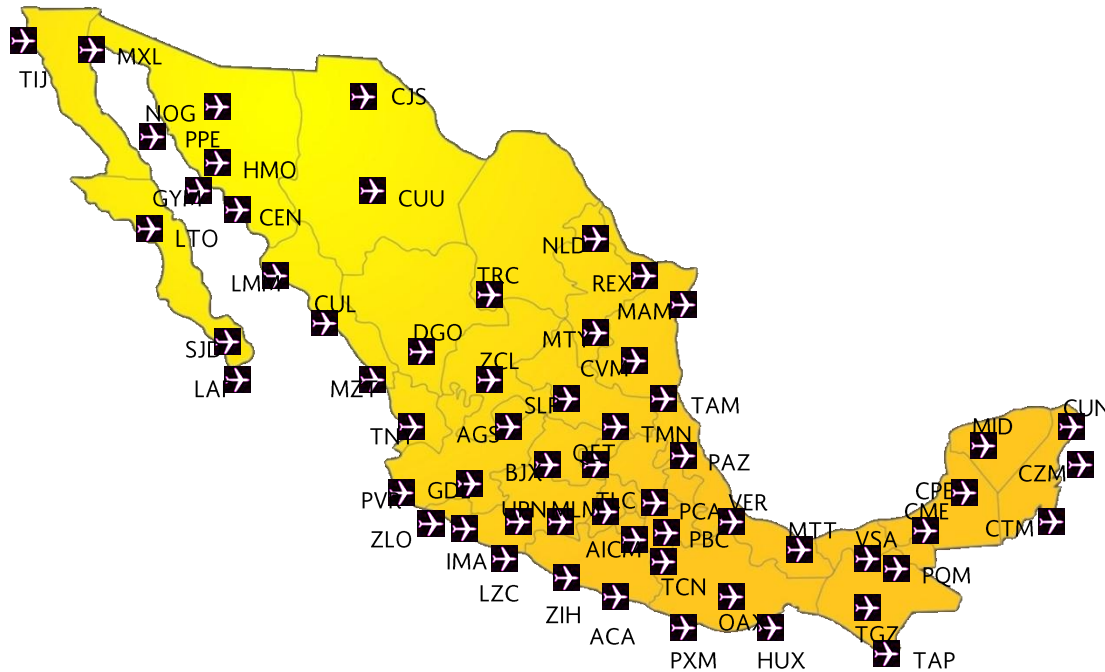 TIJ
MXL
CJS
NOG
PPE
HMO
CUU
GYM
CEN
LTO
NLD
LMM
TRC
REX
CUL
MAM
DGO
MTY
SJD
ZCL
CVM
LAP
MZT
SLP
TAM
CUN
TNT
AGS
TMN
MID
QET
BJX
PAZ
CZM
PVR
GDL
CPE
UPN
MLM
TLC
PCA
VER
CME
CTM
ZLO
IMA
AICM
PBC
MTT
VSA
LZC
TCN
PQM
ZIH
ACA
OAX
TGZ
PXM
HUX
TAP